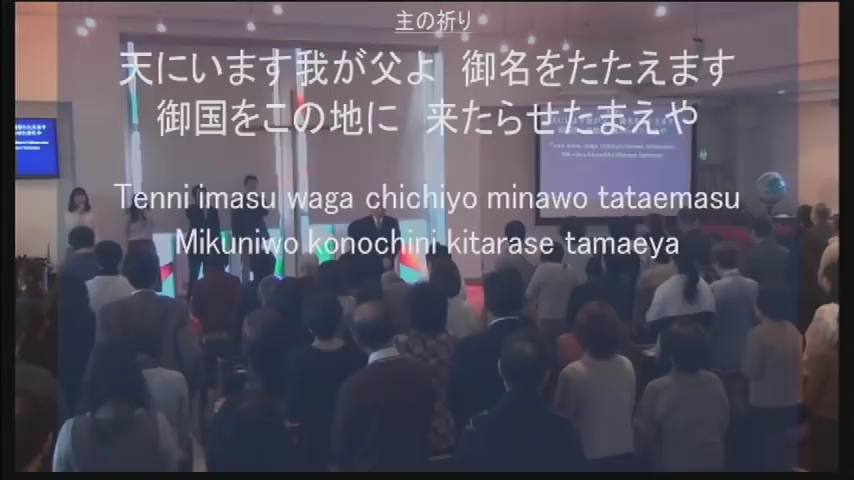 主の祈り
天にいます我が父よ 御名をたたえます
御国をこの地に 来たらせたまえや
Tenni imasu waga chichiyo minawo tataemasu
Mikuniwo konochini kitarase tamaeya